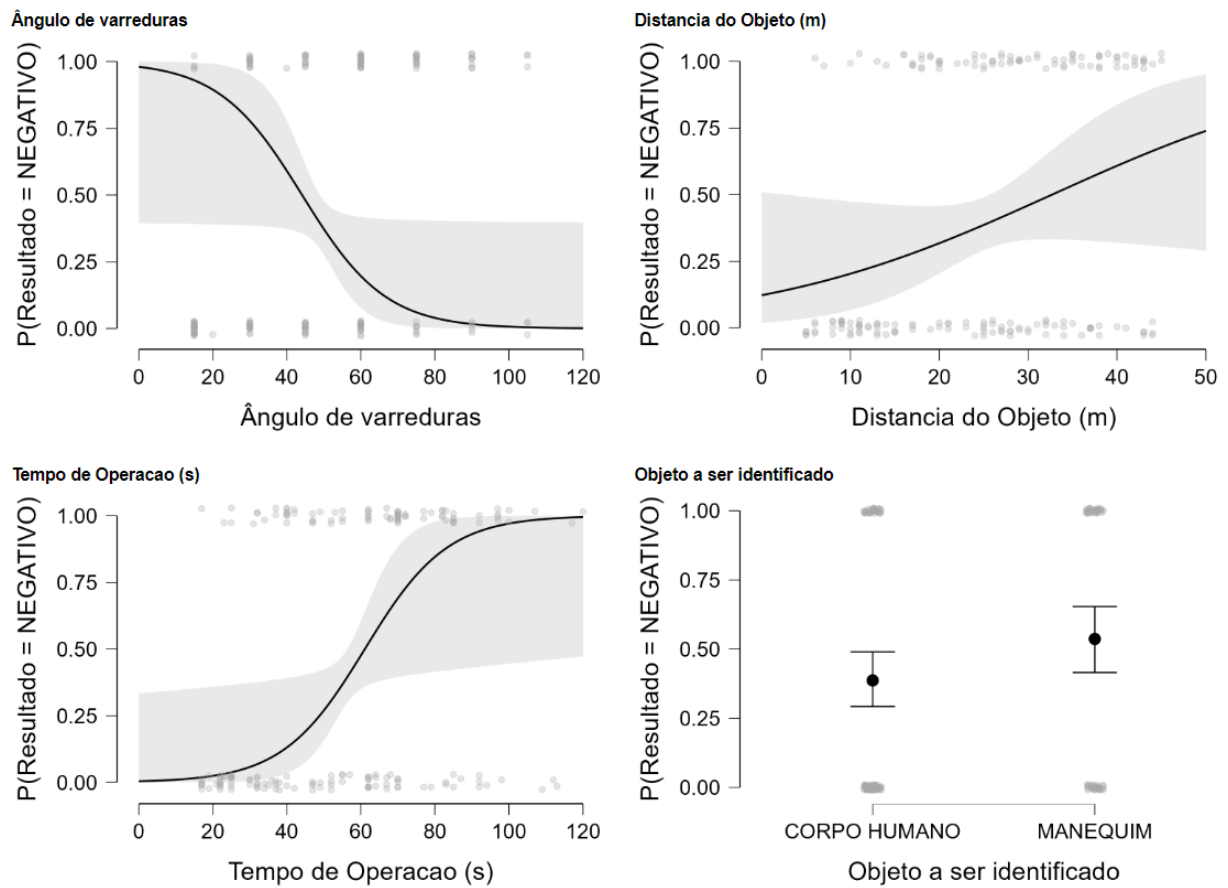 Ângulo de varreduras
P(Resultado = NEGATIVO)
1.00
0.75
0.50
0.25
0.00
0 20 40 60 80 100 120
Ângulo de varreduras
Distancia do Objeto (m)
P(Resultado = NEGATIVO)
1.00
0.75
0.50
0.25
0.00
0 10 20 30 40 50
Distancia do Objeto (m)
Tempo de Operacao (s)
P(Resultado = NEGATIVO)
1.00
0.75
0.50
0.25
0.00
0 20 40 60 80 100 120
Tempo de Operacao (s)
Objeto a ser identificado
P(Resultado = NEGATIVO)
1.00
0.75
0.50
0.25
0.00
CORPO HUMANO MANEQUIM
Objeto a ser identificado